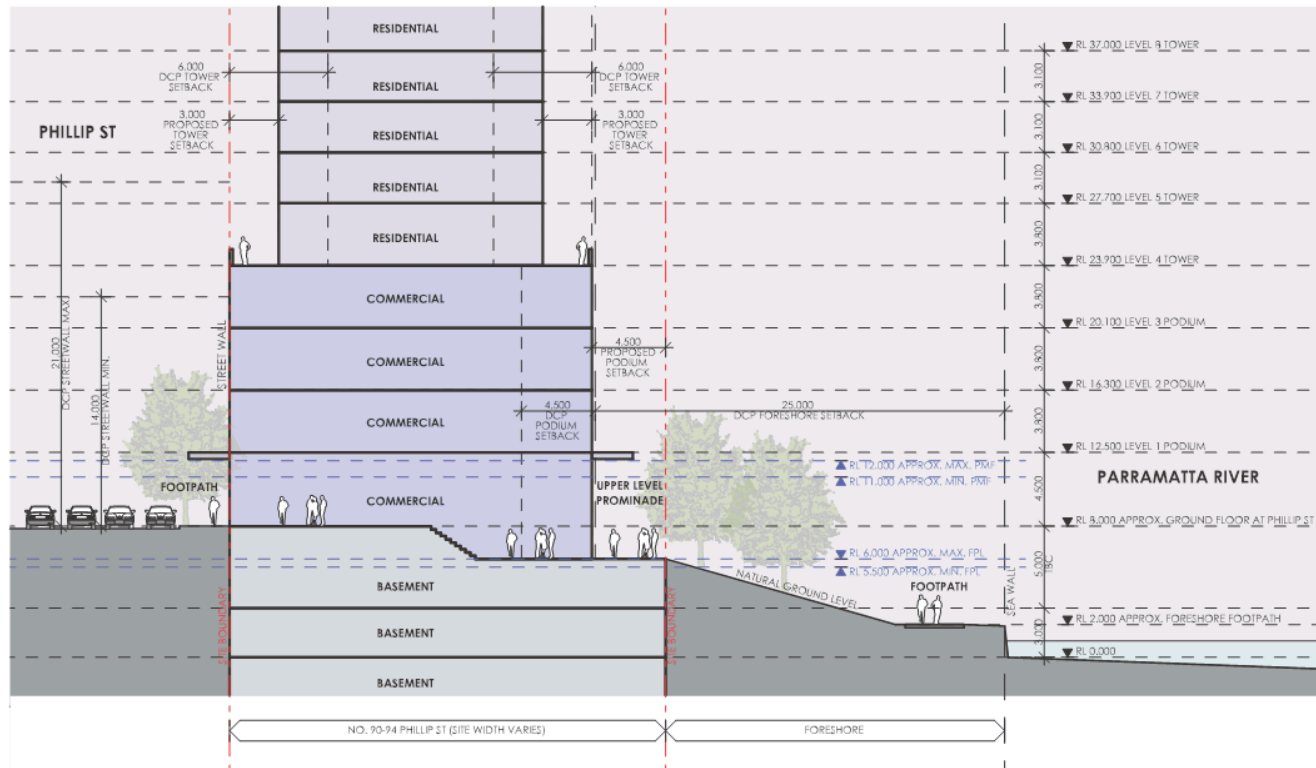 RESIDENTIAL
RL 37.000 LEVEL 8 TOWER
6.000
DCP TOWER
SETBACK
6.000
DCP TOWER
SETBACK
3.100
RESIDENTIAL
RL 33.900 LEVEL 7 TOWER
3.000
PROPOSED
TOWER
SETBACK
3.000
PROPOSED
TOWER
SETBACK
3.100
PHILLIP ST
RESIDENTIAL
RL 30.800 LEVEL 6 TOWER
3.100
RESIDENTIAL
RL 27.700 LEVEL 5 TOWER
3.800
RESIDENTIAL
RL 23.900 LEVEL 4 TOWER
COMMERCIAL
3.800
RL 20.100 LEVEL 3 PODIUM
21.000
DCP STREETWALL MAX
14.000
DCP STREETWALL MIN.
STREET WALL
4.500
PROPOSED
PODIUM
SETBACK
COMMERCIAL
3.800
RL 16.300 LEVEL 2 PODIUM
4.500
DCP
PODIUM
SETBACK
25.000
DCP FORESHORE SETBACK
COMMERCIAL
3.800
RL 12.500 LEVEL 1 PODIUM
RL 12.000 APPROX. MAX. PMF
RL 11.000 APPROX. MIN. PMF
PARRAMATTA RIVER
FOOTPATH
COMMERCIAL
UPPER LEVEL
PROMINADE
4.500
RL 8.000 APPROX. GROUND FLOOR AT PHILLIP ST
RL 6.000 APPROX. MAX. FPL
RL 5.500 APPROX. MIN. FPL
5.000
TBC
NATURAL GROUND LEVEL
FOOTPATH
SEA WALL
BASEMENT
RL 2.000 APPROX. FORESHORE FOOTPATH
SITE BOUNDARY
SITE BOUNDARY
BASEMENT
3.000
RL 0.000
BASEMENT
NO. 90-94 PHILLIP ST (SITE WIDTH VARIES)
FORESHORE